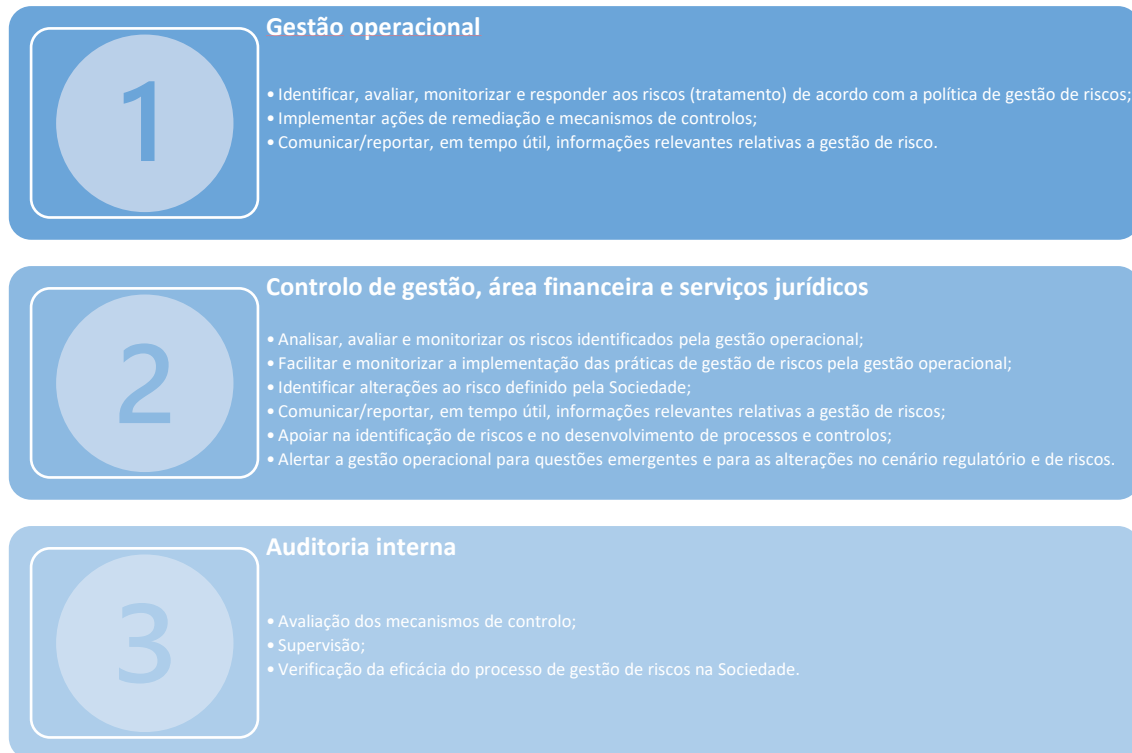 Gestão operacional
1
• Identificar, avaliar, monitorizar e responder aos riscos (tratamento) de acordo com a política de gestão de riscos;
• Implementar ações de remediação e mecanismos de controlos;
• Comunicar/reportar, em tempo útil, informações relevantes relativas a gestão de risco.
Controlo de gestão, área financeira e serviços jurídicos
2
• Analisar, avaliar e monitorizar os riscos identificados pela gestão operacional;
• Facilitar e monitorizar a implementação das práticas de gestão de riscos pela gestão operacional;
• Identificar alterações ao risco definido pela Sociedade;
• Comunicar/reportar, em tempo útil, informações relevantes relativas a gestão de riscos;
• Apoiar na identificação de riscos e no desenvolvimento de processos e controlos;
• Alertar a gestão operacional para questões emergentes e para as alterações no cenário regulatório e de riscos.
Auditoria interna
3
• Avaliação dos mecanismos de controlo;
• Supervisão;
• Verificação da eficácia do processo de gestão de riscos na Sociedade.